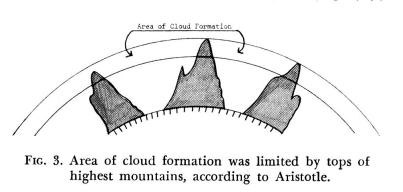 Area of Cloud Formation
FIG. 3. Area of cloud formation was limited by tops of
highest mountains, according to Aristotle.